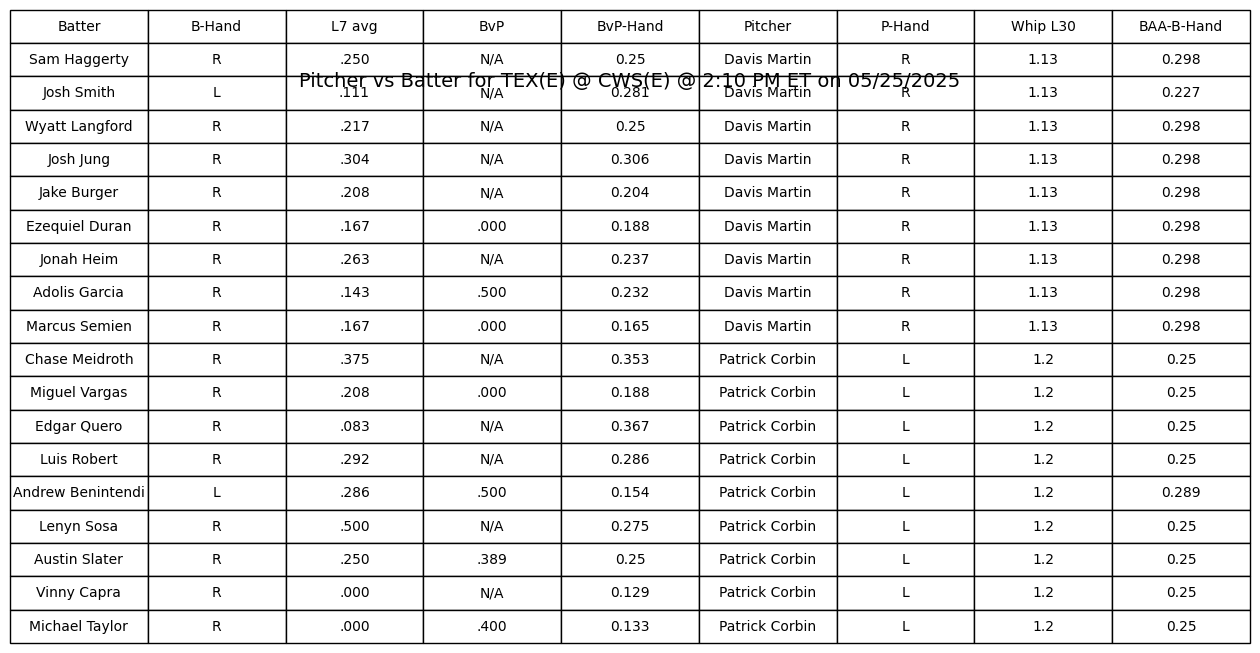 Batter B-Hand L7 avg BvP BvP-Hand Pitcher P-Hand Whip L30 BAA-B-Hand
Sam Haggerty R .250 N/A 0.25 Davis Martin R 1.13 0.298
Pitcher vs Batter for TEX(E) @ CWS(E) @ 2:10 PM ET on 05/25/2025
Josh Smith L .111 N/A 0.281 Davis Martin R 1.13 0.227
Wyatt Langford R .217 N/A 0.25 Davis Martin R 1.13 0.298
Josh Jung R .304 N/A 0.306 Davis Martin R 1.13 0.298
Jake Burger R .208 N/A 0.204 Davis Martin R 1.13 0.298
Ezequiel Duran R .167 .000 0.188 Davis Martin R 1.13 0.298
Jonah Heim R .263 N/A 0.237 Davis Martin R 1.13 0.298
Adolis Garcia R .143 .500 0.232 Davis Martin R 1.13 0.298
Marcus Semien R .167 .000 0.165 Davis Martin R 1.13 0.298
Chase Meidroth R .375 N/A 0.353 Patrick Corbin L 1.2 0.25
Miguel Vargas R .208 .000 0.188 Patrick Corbin L 1.2 0.25
Edgar Quero R .083 N/A 0.367 Patrick Corbin L 1.2 0.25
Luis Robert R .292 N/A 0.286 Patrick Corbin L 1.2 0.25
Andrew Benintendi L .286 .500 0.154 Patrick Corbin L 1.2 0.289
Lenyn Sosa R .500 N/A 0.275 Patrick Corbin L 1.2 0.25
Austin Slater R .250 .389 0.25 Patrick Corbin L 1.2 0.25
Vinny Capra R .000 N/A 0.129 Patrick Corbin L 1.2 0.25
Michael Taylor R .000 .400 0.133 Patrick Corbin L 1.2 0.25